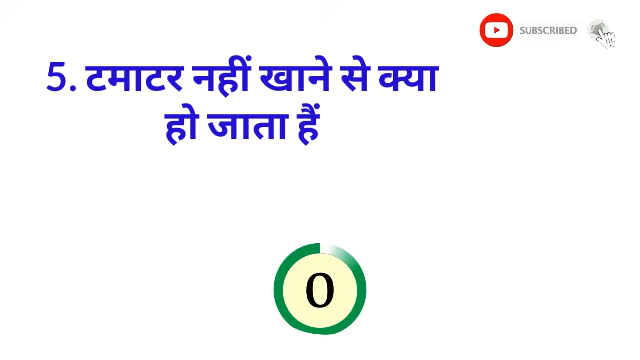 SUBSCRIBED
5. टमाटर नहीं खाने से क्या
हो जाता हैं
0